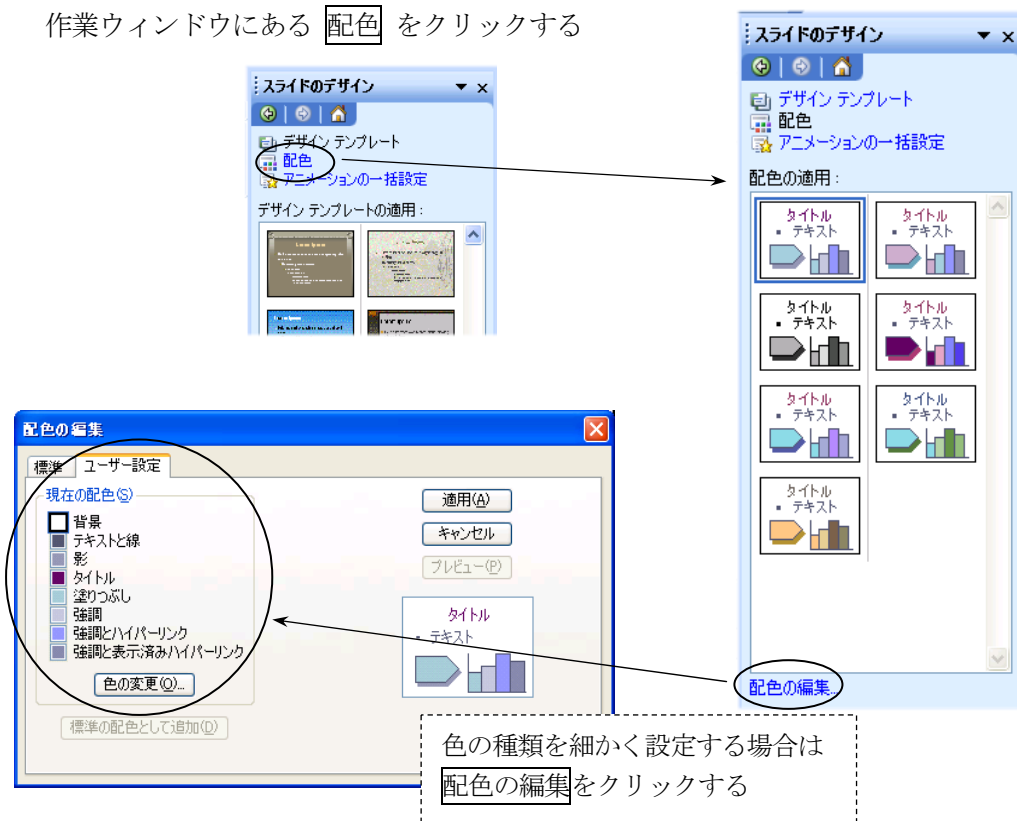 作業ウィンドウにある 配色 をクリックする
スライドのデザイン
デザイン テンプレート
配色
アニメーションの一括設定
デザイン テンプレートの適用：
スライドのデザイン
デザイン テンプレート
配色
アニメーションの一括設定
配色の適用：
タイトル
テキスト
タイトル
テキスト
タイトル
テキスト
タイトル
テキスト
タイトル
テキスト
タイトル
テキスト
タイトル
テキスト
配色の編集...
配色の編集
標準
ユーザー設定
現在の配色(S)
背景
テキストと線
影
タイトル
塗りつぶし
強調
強調とハイパーリンク
強調と表示済みハイパーリンク
色の変更(O)...
標準の配色として追加(D)
適用(A)
キャンセル
プレビュー(P)
タイトル
テキスト
色の種類を細かく設定する場合は
配色の編集をクリックする